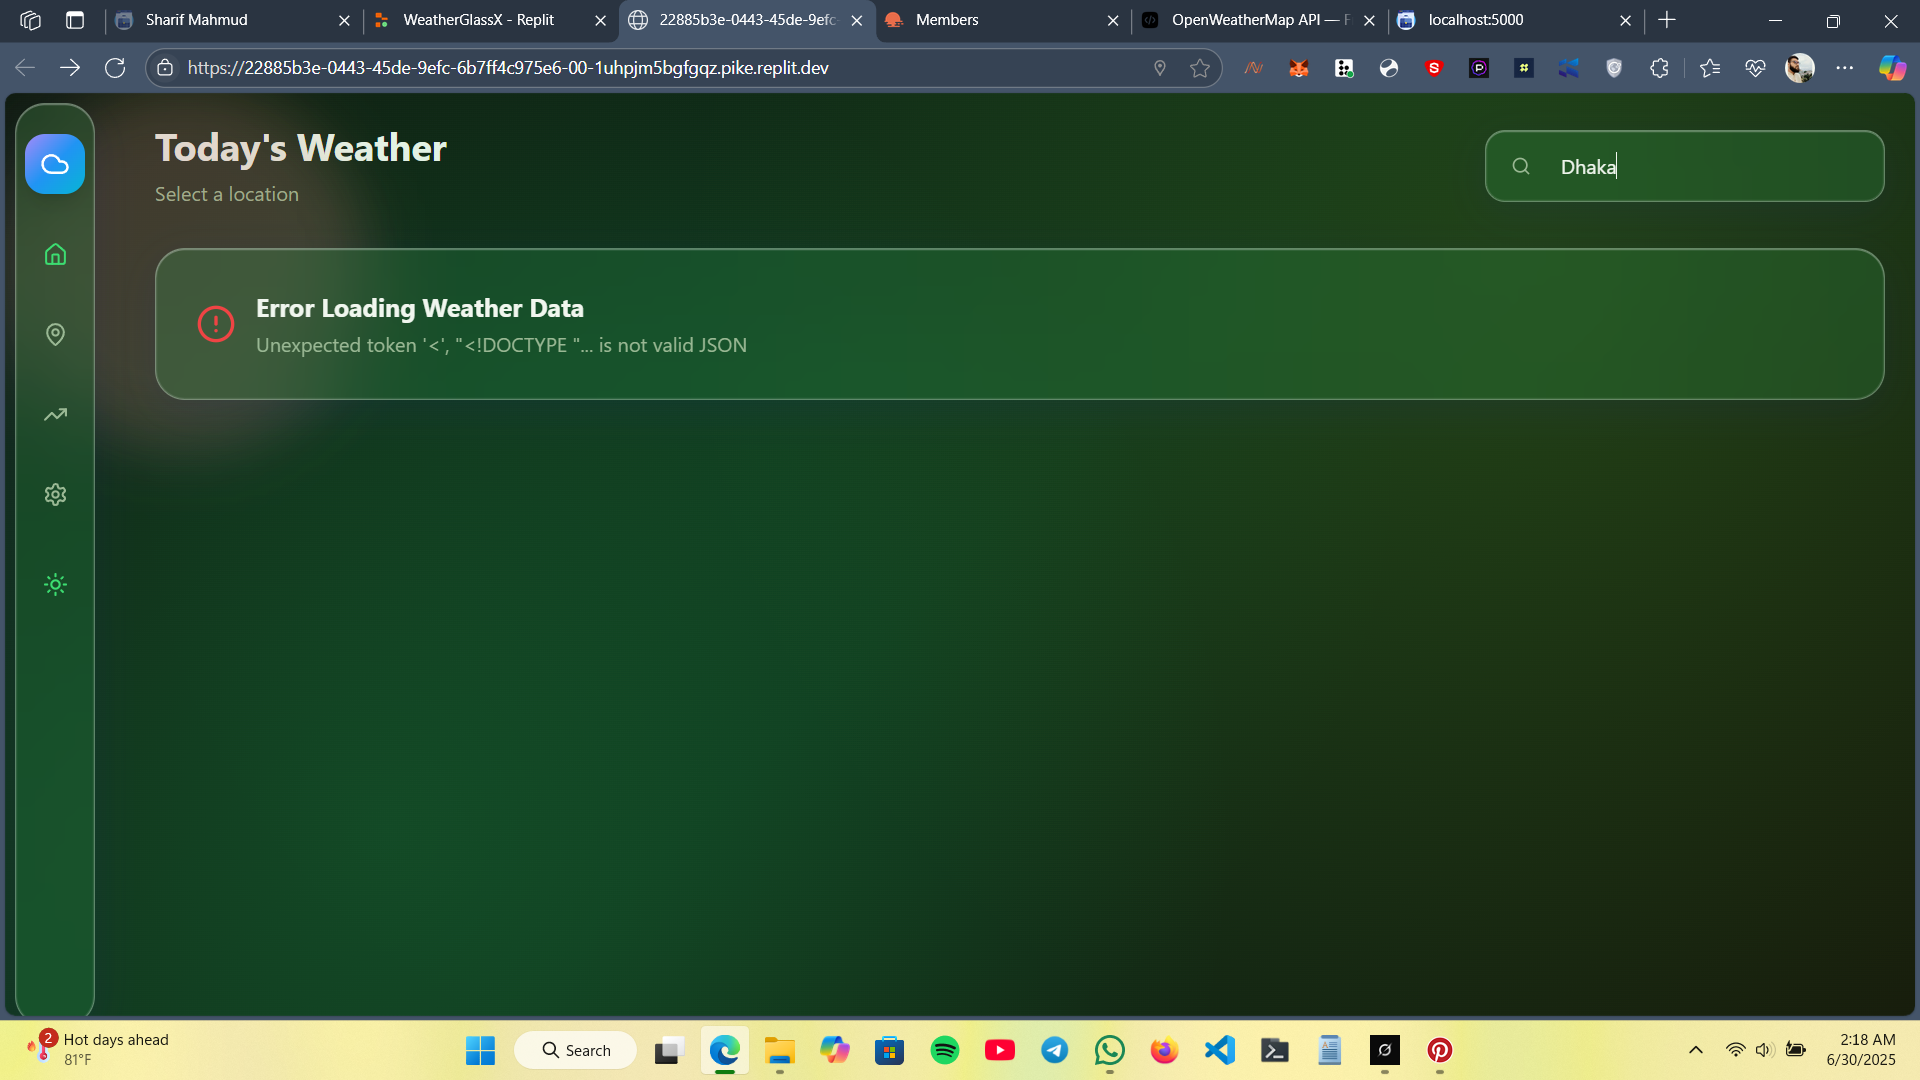 Sharif Mahmud
WeatherGlassX - Replit
22885b3e-0443-45de-9efc-
Members
OpenWeatherMap API — F
localhost:5000
https://22885b3e-0443-45de-9efc-6b7ff4c975e6-00-1uhpjm5bgfgqz.pike.replit.dev
Today's Weather
Select a location
Dhaka
Error Loading Weather Data
Unexpected token '<', "<!DOCTYPE "... is not valid JSON
2
Hot days ahead
81°F
Search
2:18 AM
6/30/2025